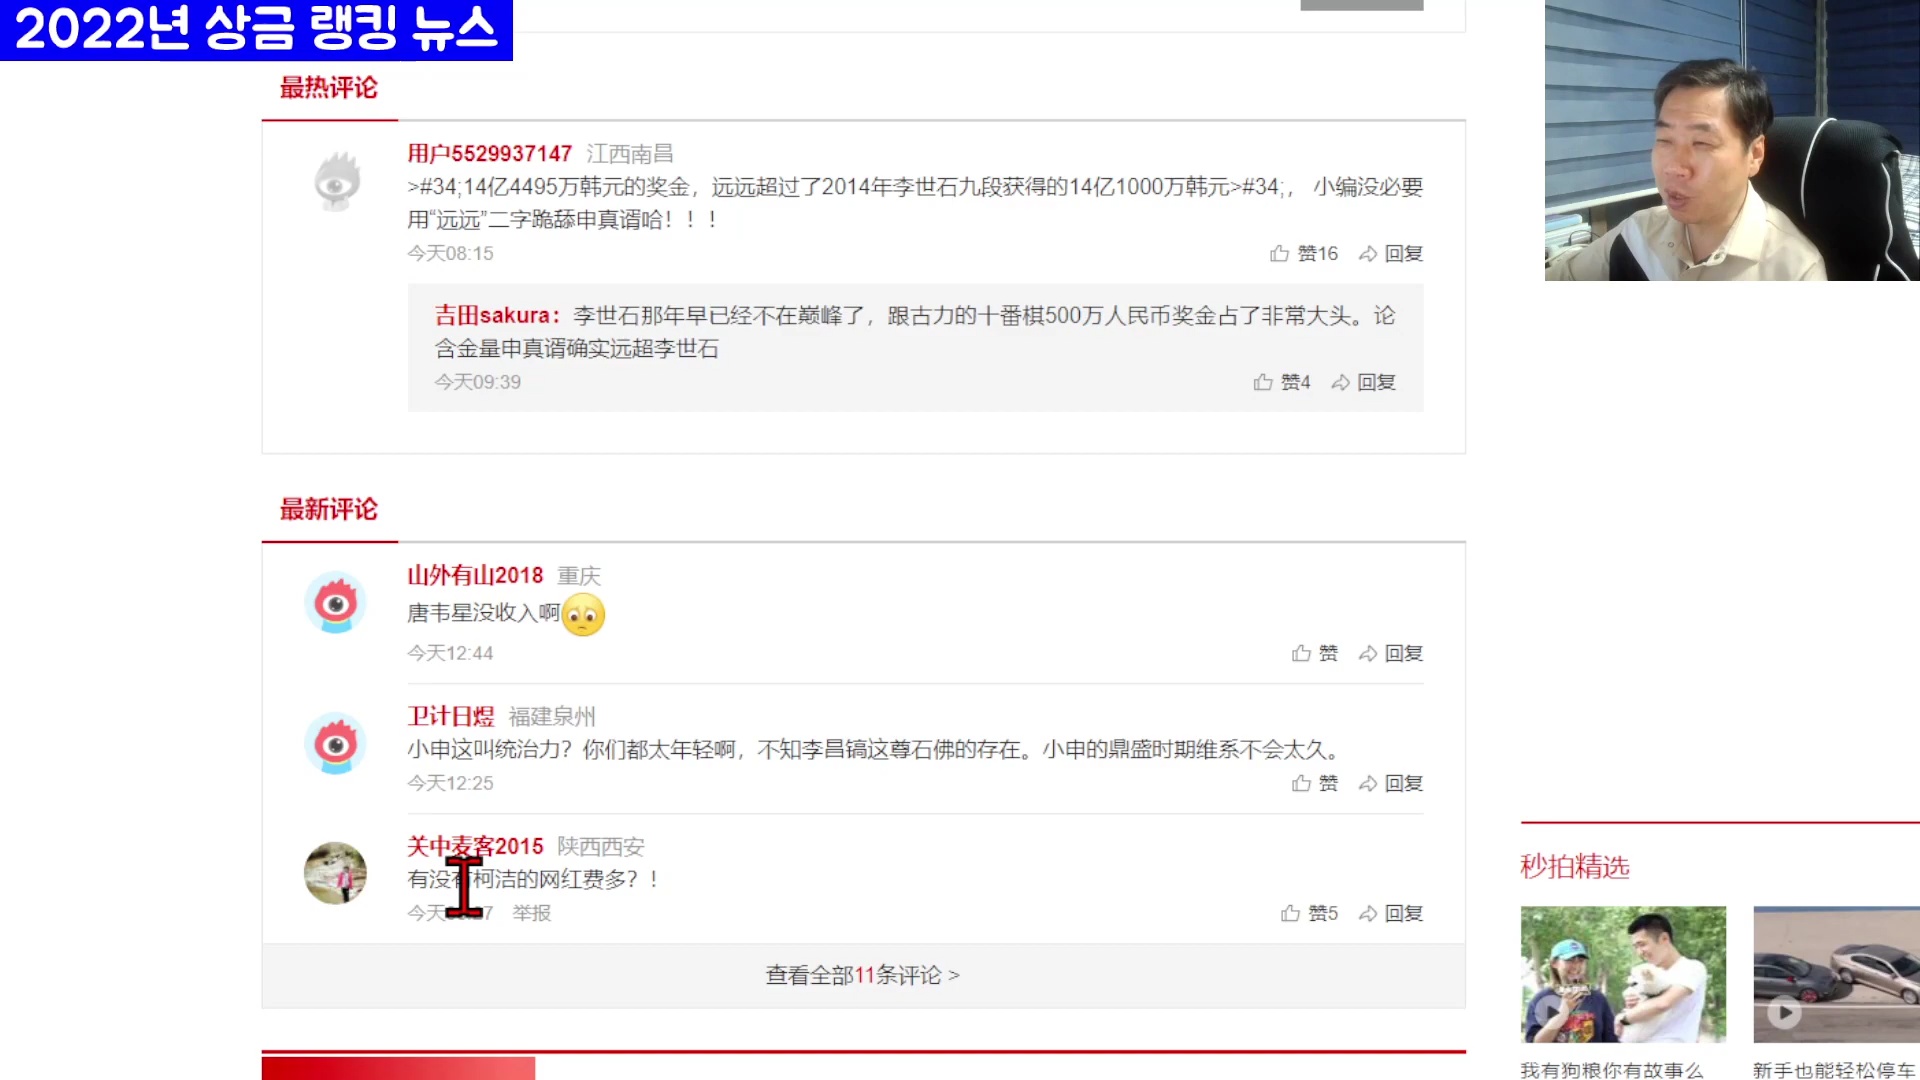 2022년 상금 랭킹 뉴스
最热评论
用户5529937147 江西南昌
>#34;14亿4495万韩元的奖金，远远超过了2014年李世石九段获得的14亿1000万韩元>#34;， 小编没必要
用“远远”二字跪舔申真谞哈！！！
今天08:15 赞16 回复
吉田sakura：李世石那年早已经不在巅峰了，跟古力的十番棋500万人民币奖金占了非常大头。论
含金量申真谞确实远超李世石
今天09:39 赞4 回复
最新评论
山外有山2018 重庆
唐韦星没收入啊
今天12:44 赞 回复
卫计日煜 福建泉州
小申这叫统治力？你们都太年轻啊，不知李昌镐这尊石佛的存在。小申的鼎盛时期维系不会太久。
今天12:25 赞 回复
关中麦客2015 陕西西安
有没有柯洁的网红费多？！
今天 举报 赞5 回复
查看全部11条评论 >
秒拍精选
我有狗粮你有故事么
新手也能轻松停车